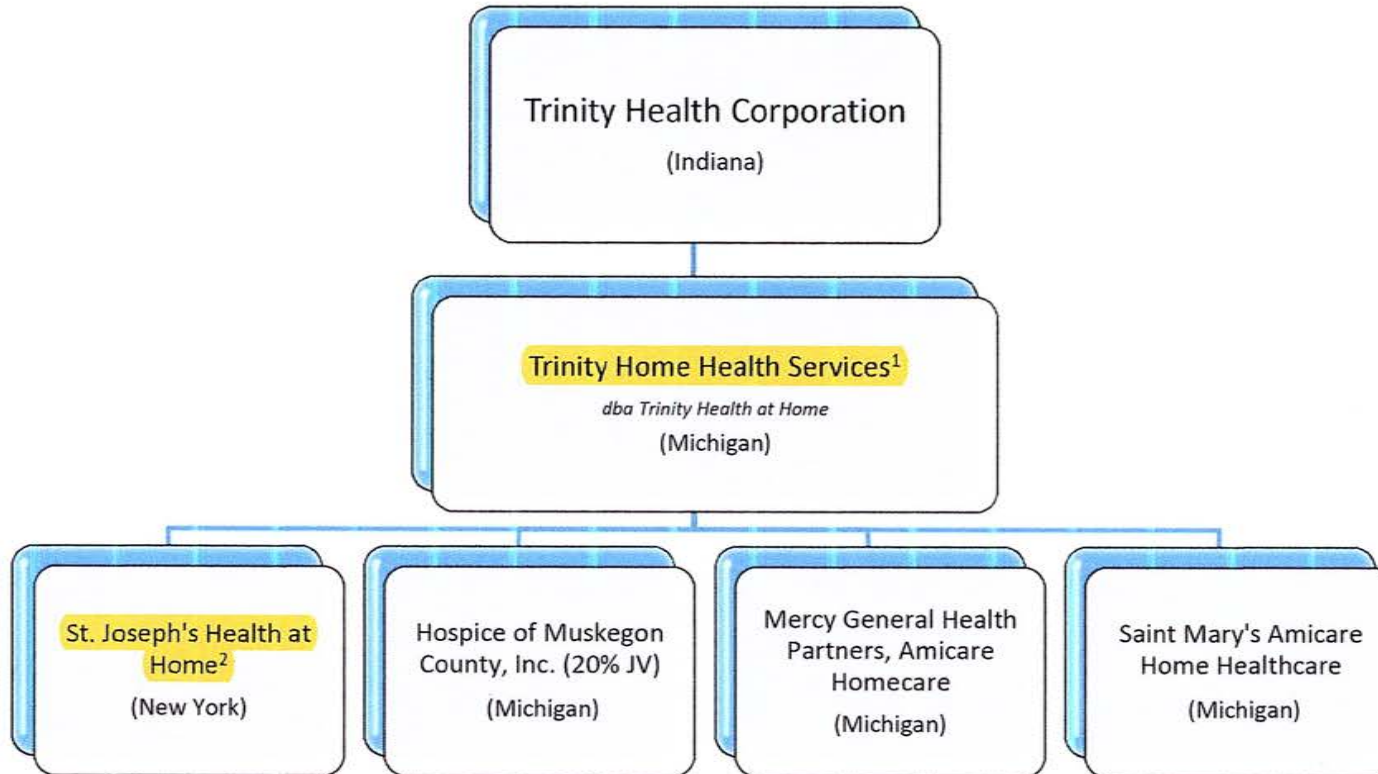 Trinity Health Corporation
(Indiana)
Trinity Home Health Services¹
dba Trinity Health at Home
(Michigan)
St. Joseph's Health at
Home²
(New York)
Hospice of Muskegon
County, Inc. (20% JV)
(Michigan)
Mercy General Health
Partners, Amicare
Homecare
(Michigan)
Saint Mary's Amicare
Home Healthcare
(Michigan)